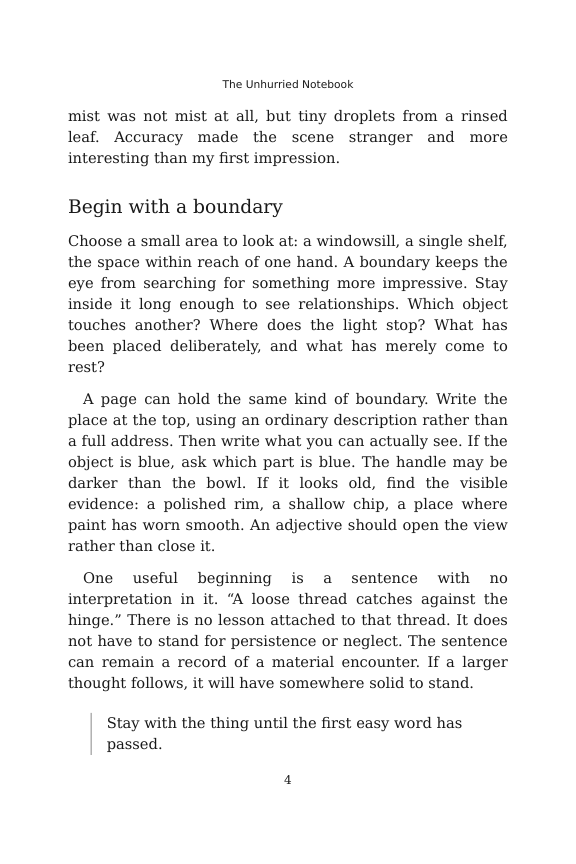 The Unhurried Notebook
mist was not mist at all, but tiny droplets from a rinsed
leaf. Accuracy made the scene stranger and more
interesting than my first impression.
Begin with a boundary
Choose a small area to look at: a windowsill, a single shelf,
the space within reach of one hand. A boundary keeps the
eye from searching for something more impressive. Stay
inside it long enough to see relationships. Which object
touches another? Where does the light stop? What has
been placed deliberately, and what has merely come to
rest?
A page can hold the same kind of boundary. Write the
place at the top, using an ordinary description rather than
a full address. Then write what you can actually see. If the
object is blue, ask which part is blue. The handle may be
darker than the bowl. If it looks old, find the visible
evidence: a polished rim, a shallow chip, a place where
paint has worn smooth. An adjective should open the view
rather than close it.
One useful beginning is a sentence with no
interpretation in it. “A loose thread catches against the
hinge.” There is no lesson attached to that thread. It does
not have to stand for persistence or neglect. The sentence
can remain a record of a material encounter. If a larger
thought follows, it will have somewhere solid to stand.
Stay with the thing until the first easy word has
passed.
4